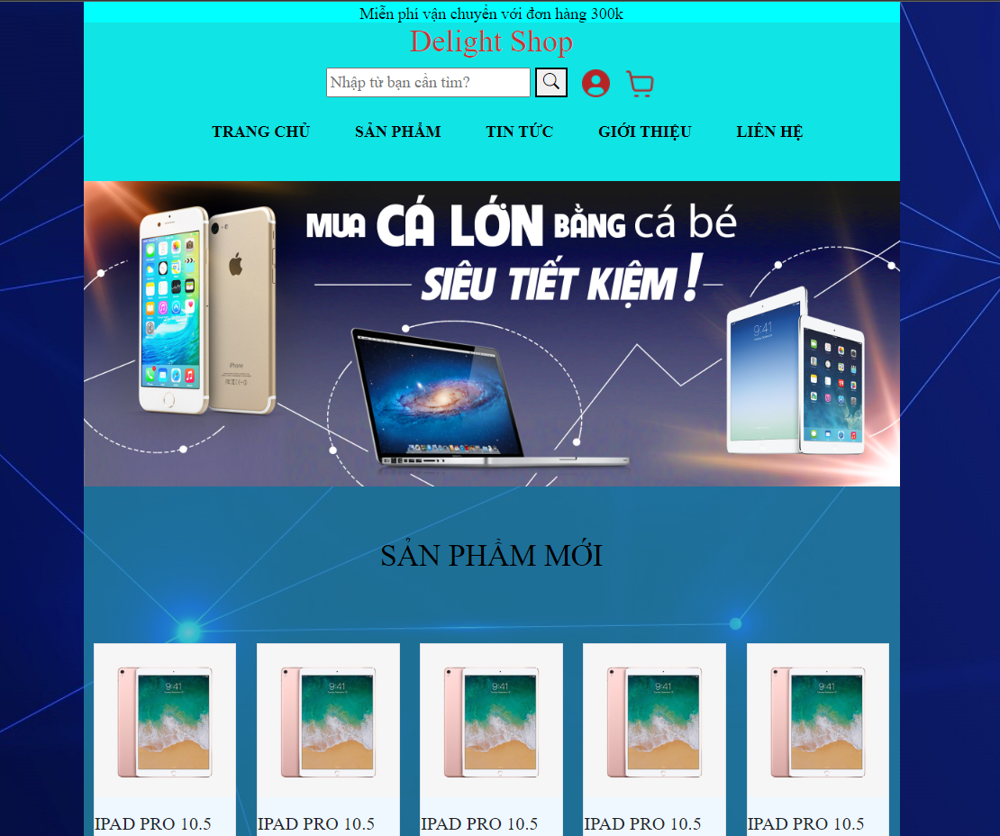 Miễn phí vận chuyển với đơn hàng 300k
Delight Shop
Nhập từ bạn cần tìm?
TRANG CHỦ SẢN PHẨM TIN TỨC GIỚI THIỆU LIÊN HỆ
MUA CÁ LỚN BẰNG cá bé
SIÊU TIẾT KIỆM!
iPhone
9:41
SẢN PHẨM MỚI
9:41 9:41 9:41 9:41 9:41
IPAD PRO 10.5 IPAD PRO 10.5 IPAD PRO 10.5 IPAD PRO 10.5 IPAD PRO 10.5